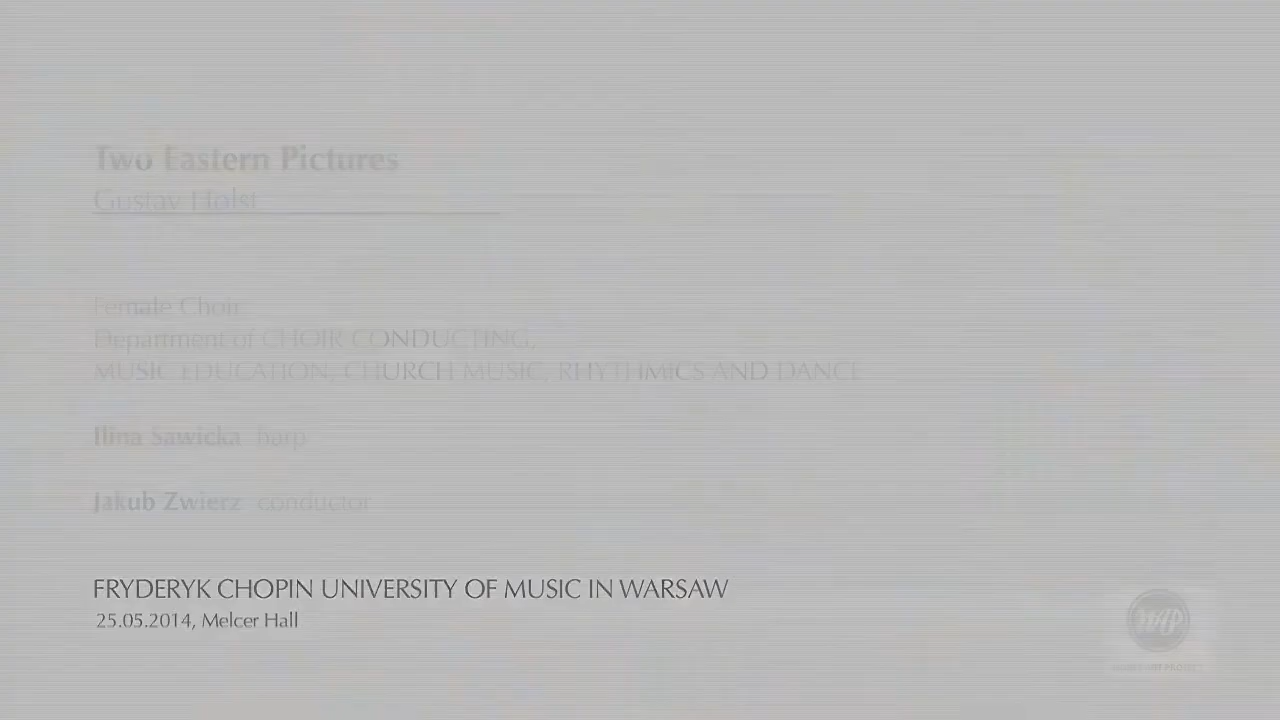 Two Eastern Pictures
Gustav Holst
Female Choir
Department of CHOIR CONDUCTING,
MUSIC EDUCATION, CHURCH MUSIC, RHYTHMICS AND DANCE
Ilina Sawicka harp
Jakub Zwierz conductor
FRYDERYK CHOPIN UNIVERSITY OF MUSIC IN WARSAW
25.05.2014, Melcer Hall